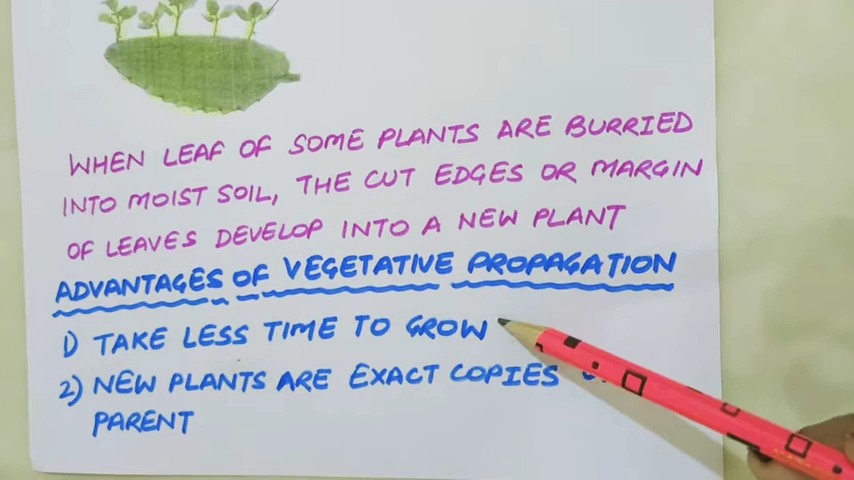 WHEN LEAF OF SOME PLANTS ARE BURRIED
INTO MOIST SOIL, THE CUT EDGES OR MARGIN
OF LEAVES DEVELOP INTO A NEW PLANT
ADVANTAGES OF VEGETATIVE PROPAGATION
1) TAKE LESS TIME TO GROW
2) NEW PLANTS ARE EXACT COPIES
PARENT